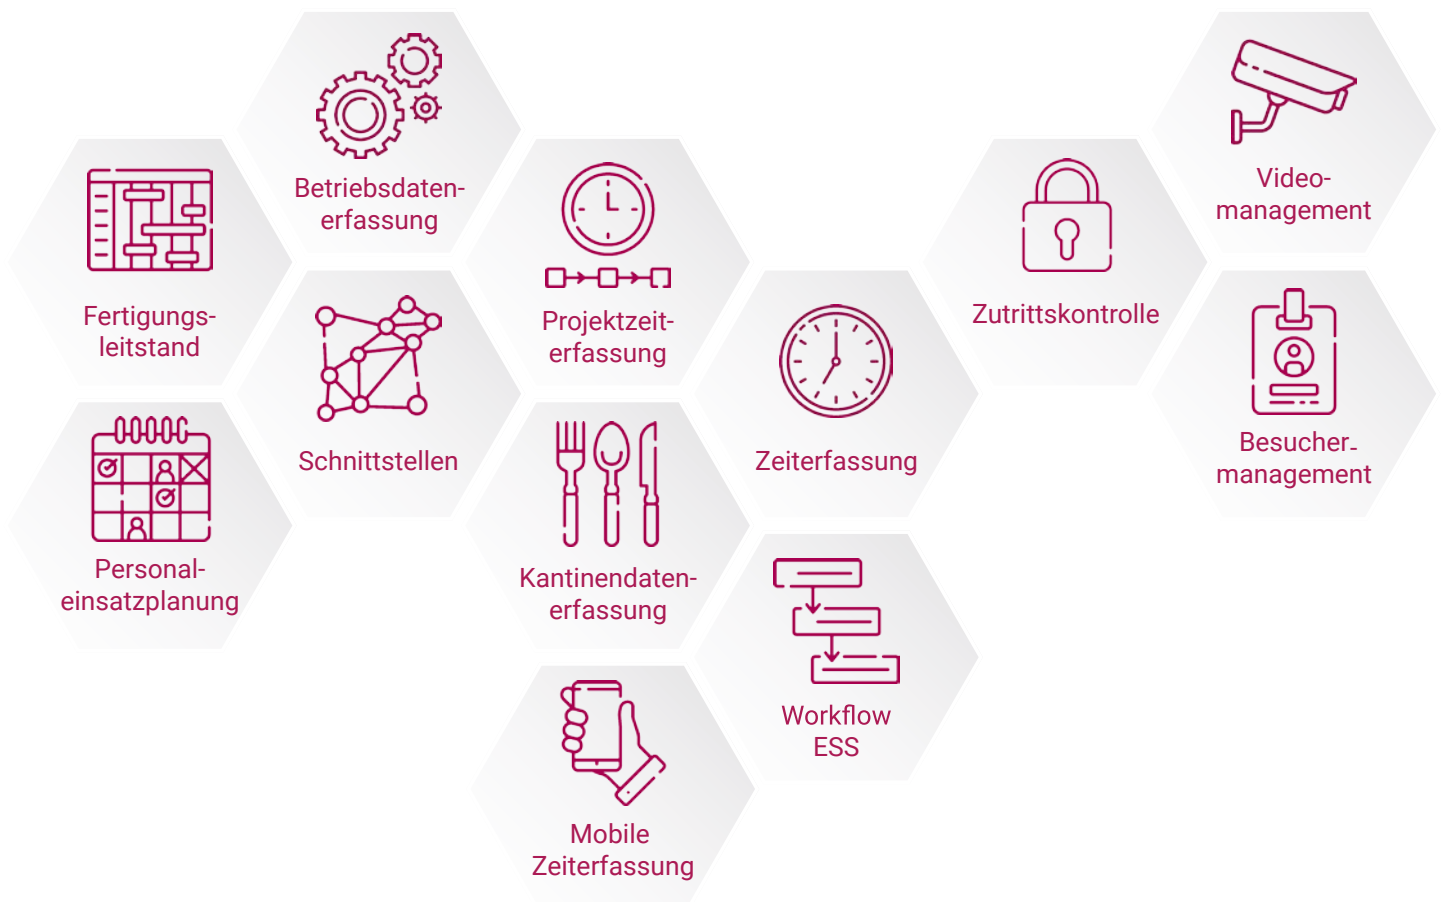 Betriebsdaten-
erfassung
Video-
management
Fertigungs-
leitstand
Projektzeit-
erfassung
Zutrittskontrolle
Schnittstellen
Zeiterfassung
Besucher-
management
Personal-
einsatzplanung
Kantinendaten-
erfassung
Workflow
ESS
Mobile
Zeiterfassung